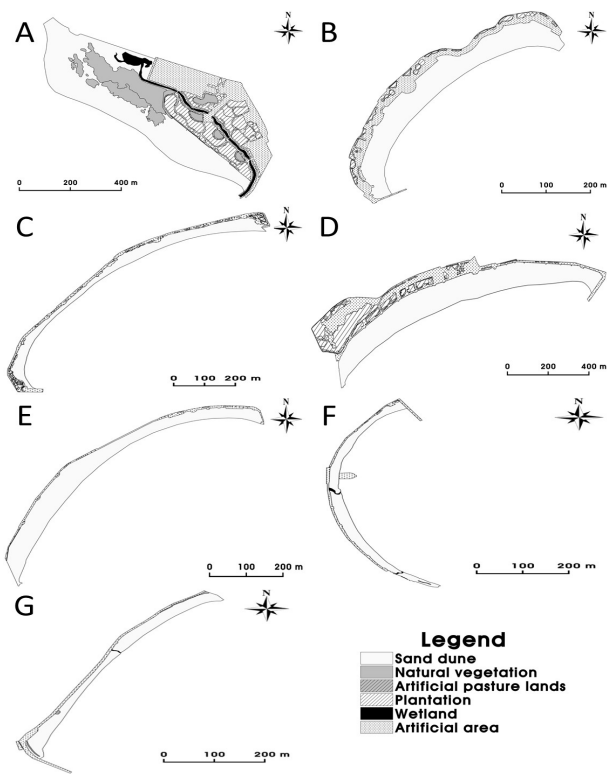 A
N
0 200 400 m
B
N
0 100 200 m
C
N
0 100 200 m
D
N
0 200 400 m
E
N
0 100 200 m
F
N
0 100 200 m
G
N
0 100 200 m
Legend
Sand dune
Natural vegetation
Artificial pasture lands
Plantation
Wetland
Artificial area